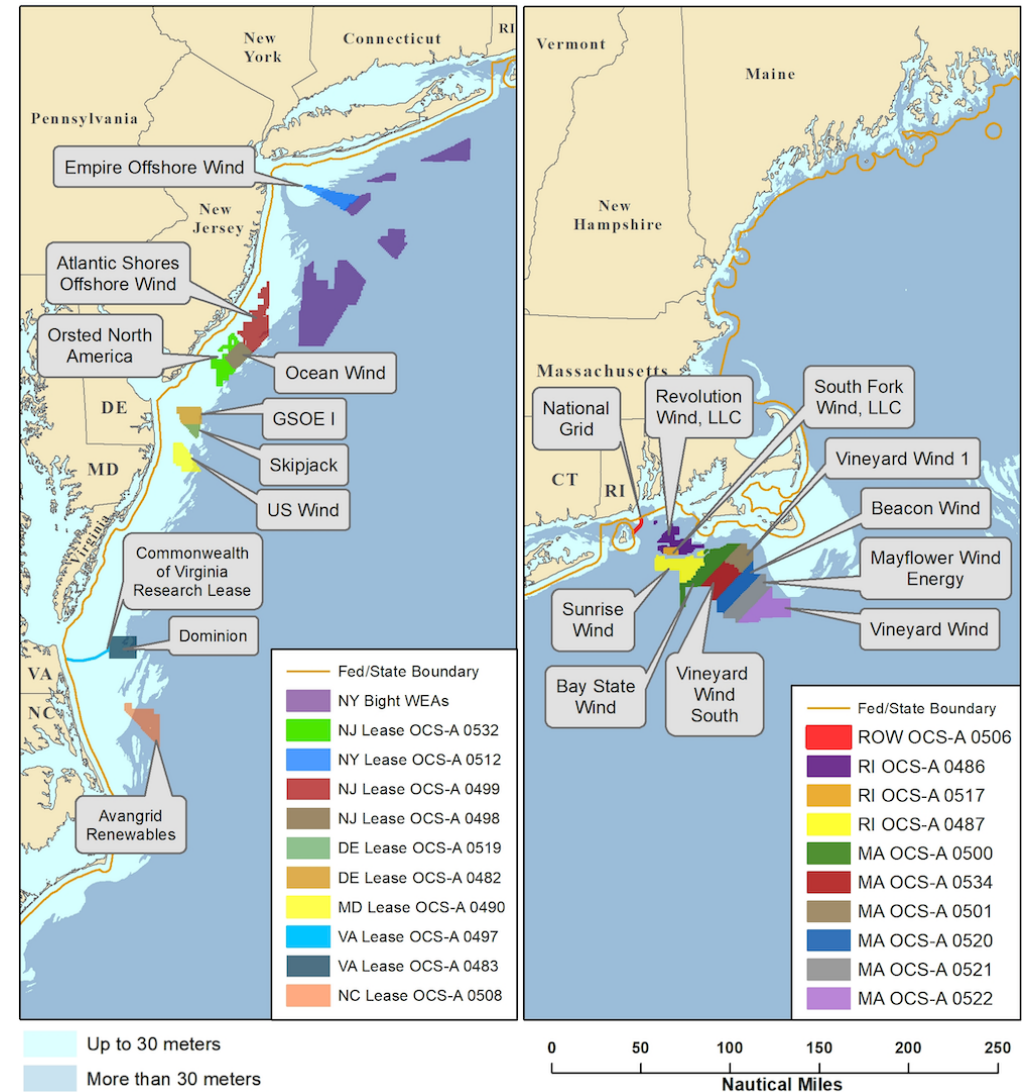 New
York
Connecticut
RI
Pennsylvania
Empire Offshore Wind
New
Jersey
Atlantic Shores
Offshore Wind
Orsted North
America
Ocean Wind
DE
GSOE I
Skipjack
MD
US Wind
Virginia
Commonwealth
of Virginia
Research Lease
Dominion
VA
NC
Avangrid
Renewables
Fed/State Boundary
NY Bight WEAs
NJ Lease OCS-A 0532
NY Lease OCS-A 0512
NJ Lease OCS-A 0499
NJ Lease OCS-A 0498
DE Lease OCS-A 0519
DE Lease OCS-A 0482
MD Lease OCS-A 0490
VA Lease OCS-A 0497
VA Lease OCS-A 0483
NC Lease OCS-A 0508
Up to 30 meters
More than 30 meters
Vermont
Maine
New
Hampshire
Massachusetts
National
Grid
Revolution
Wind, LLC
South Fork
Wind, LLC
Vineyard Wind 1
CT
RI
Beacon Wind
Mayflower Wind
Energy
Sunrise
Wind
Vineyard Wind
Bay State
Wind
Vineyard
Wind
South
Fed/State Boundary
ROW OCS-A 0506
RI OCS-A 0486
RI OCS-A 0517
RI OCS-A 0487
MA OCS-A 0500
MA OCS-A 0534
MA OCS-A 0501
MA OCS-A 0520
MA OCS-A 0521
MA OCS-A 0522
0 50 100 150 200 250
Nautical Miles